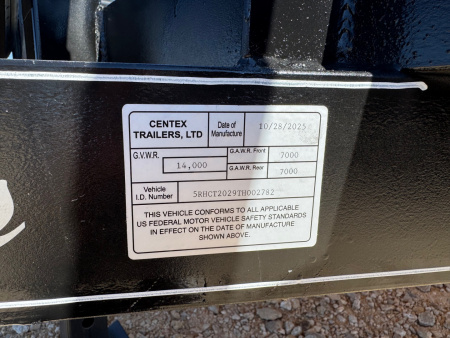 CENTEX
TRAILERS, LTD
Date of
Manufacture
10/28/2025
G.V.W.R.
14,000
G.A.W.R. Front
7000
G.A.W.R. Rear
7000
Vehicle
I.D. Number
5RHCT2029TH002782
THIS VEHICLE CONFORMS TO ALL APPLICABLE
US FEDERAL MOTOR VEHICLE SAFETY STANDARDS
IN EFFECT ON THE DATE OF MANUFACTURE
SHOWN ABOVE.